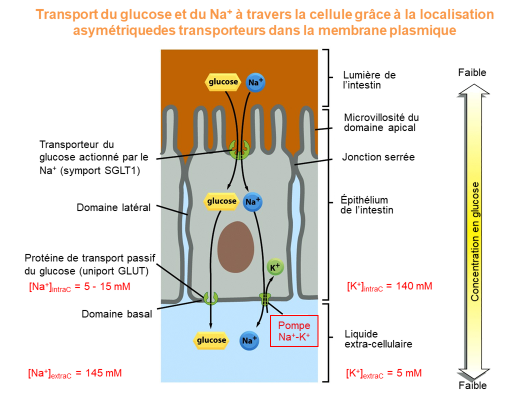 Transport du glucose et du Na⁺ à travers la cellule grâce à la localisation
asymétriquedes transporteurs dans la membrane plasmique
Faible
Lumière de
l'intestin
glucose
Na⁺
Microvillosité du
domaine apical
Transporteur du
glucose actionné par le
Na⁺ (symport SGLT1)
Jonction serrée
Domaine latéral
glucose
Na⁺
Épithélium
de l'intestin
Concentration en glucose
Protéine de transport passif
du glucose (uniport GLUT)
K⁺
[Na⁺]intraC = 5 - 15 mM
[K⁺]intraC = 140 mM
Domaine basal
Pompe
Na⁺-K⁺
glucose
Na⁺
Liquide
extra-cellulaire
[Na⁺]extraC = 145 mM
[K⁺]extraC = 5 mM
Faible